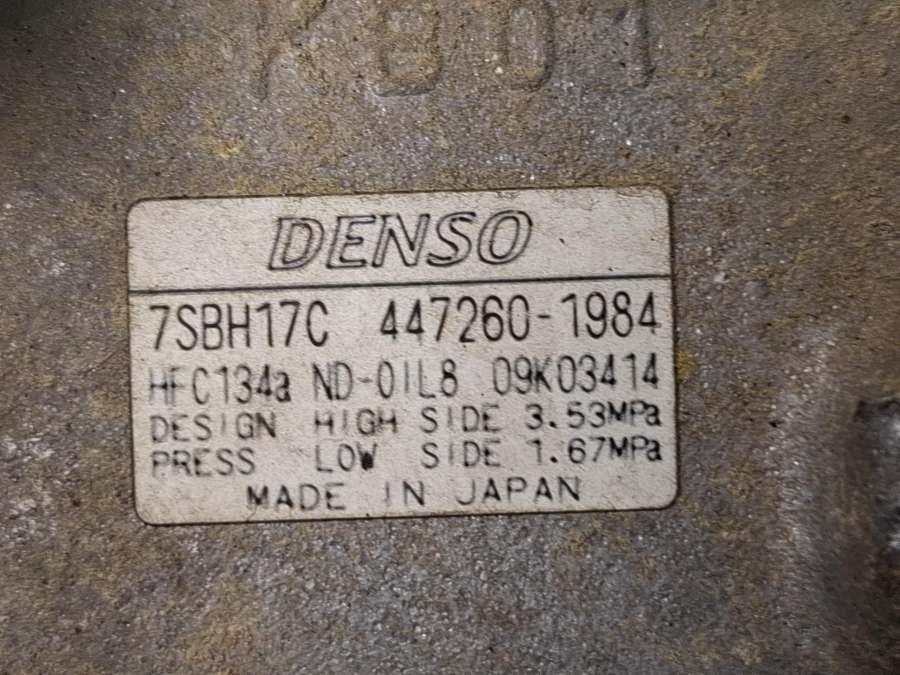 K801
DENSO
7SBH17C 447260-1984
HFC134a ND-OIL8 09K03414
DESIGN HIGH SIDE 3.53MPa
PRESS LOW SIDE 1.67MPa
MADE IN JAPAN